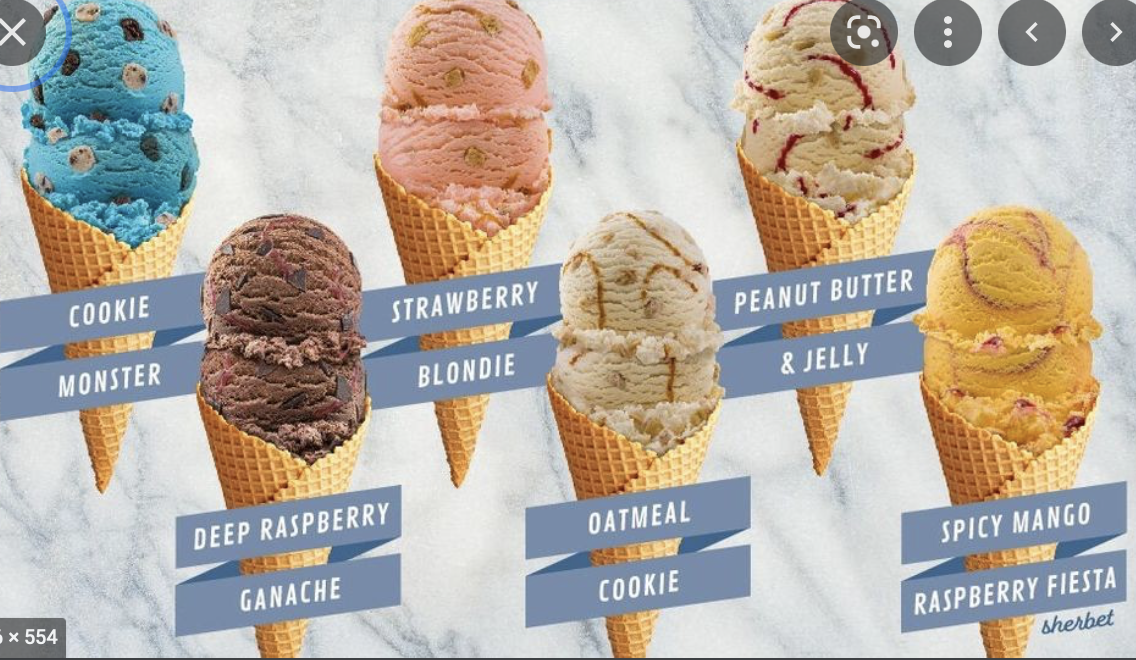 COOKIE
MONSTER
STRAWBERRY
BLONDIE
PEANUT BUTTER
& JELLY
DEEP RASPBERRY
GANACHE
OATMEAL
COOKIE
SPICY MANGO
RASPBERRY FIESTA
sherbet
× 554